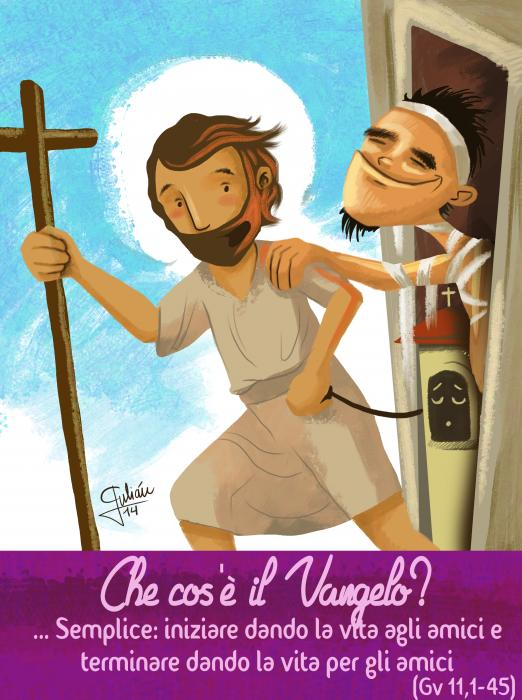 Julián
14
Che cos'è il Vangelo?
... Semplice: iniziare dando la vita agli amici e
terminare dando la vita per gli amici
(Gv 11,1-45)